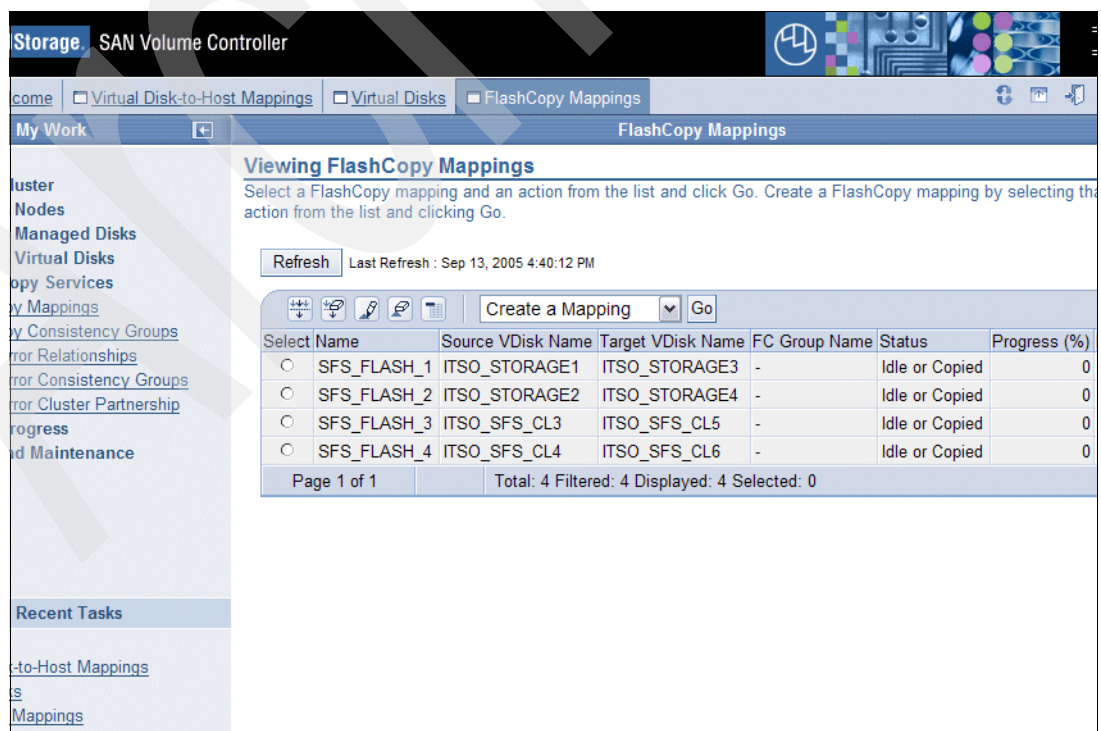 Storage. SAN Volume Controller
come Virtual Disk-to-Host Mappings Virtual Disks FlashCopy Mappings
My Work FlashCopy Mappings
Viewing FlashCopy Mappings
Select a FlashCopy mapping and an action from the list and click Go. Create a FlashCopy mapping by selecting tha
action from the list and clicking Go.
luster
Nodes
Managed Disks
Virtual Disks
opy Services
py Mappings
py Consistency Groups
rror Relationships
rror Consistency Groups
rror Cluster Partnership
rogress
nd Maintenance
Refresh Last Refresh : Sep 13, 2005 4:40:12 PM
Create a Mapping Go
Select Name Source VDisk Name Target VDisk Name FC Group Name Status Progress (%)
SFS_FLASH_1 ITSO_STORAGE1 ITSO_STORAGE3 - Idle or Copied 0
SFS_FLASH_2 ITSO_STORAGE2 ITSO_STORAGE4 - Idle or Copied 0
SFS_FLASH_3 ITSO_SFS_CL3 ITSO_SFS_CL5 - Idle or Copied 0
SFS_FLASH_4 ITSO_SFS_CL4 ITSO_SFS_CL6 - Idle or Copied 0
Page 1 of 1 Total: 4 Filtered: 4 Displayed: 4 Selected: 0
Recent Tasks
-to-Host Mappings
ks
Mappings